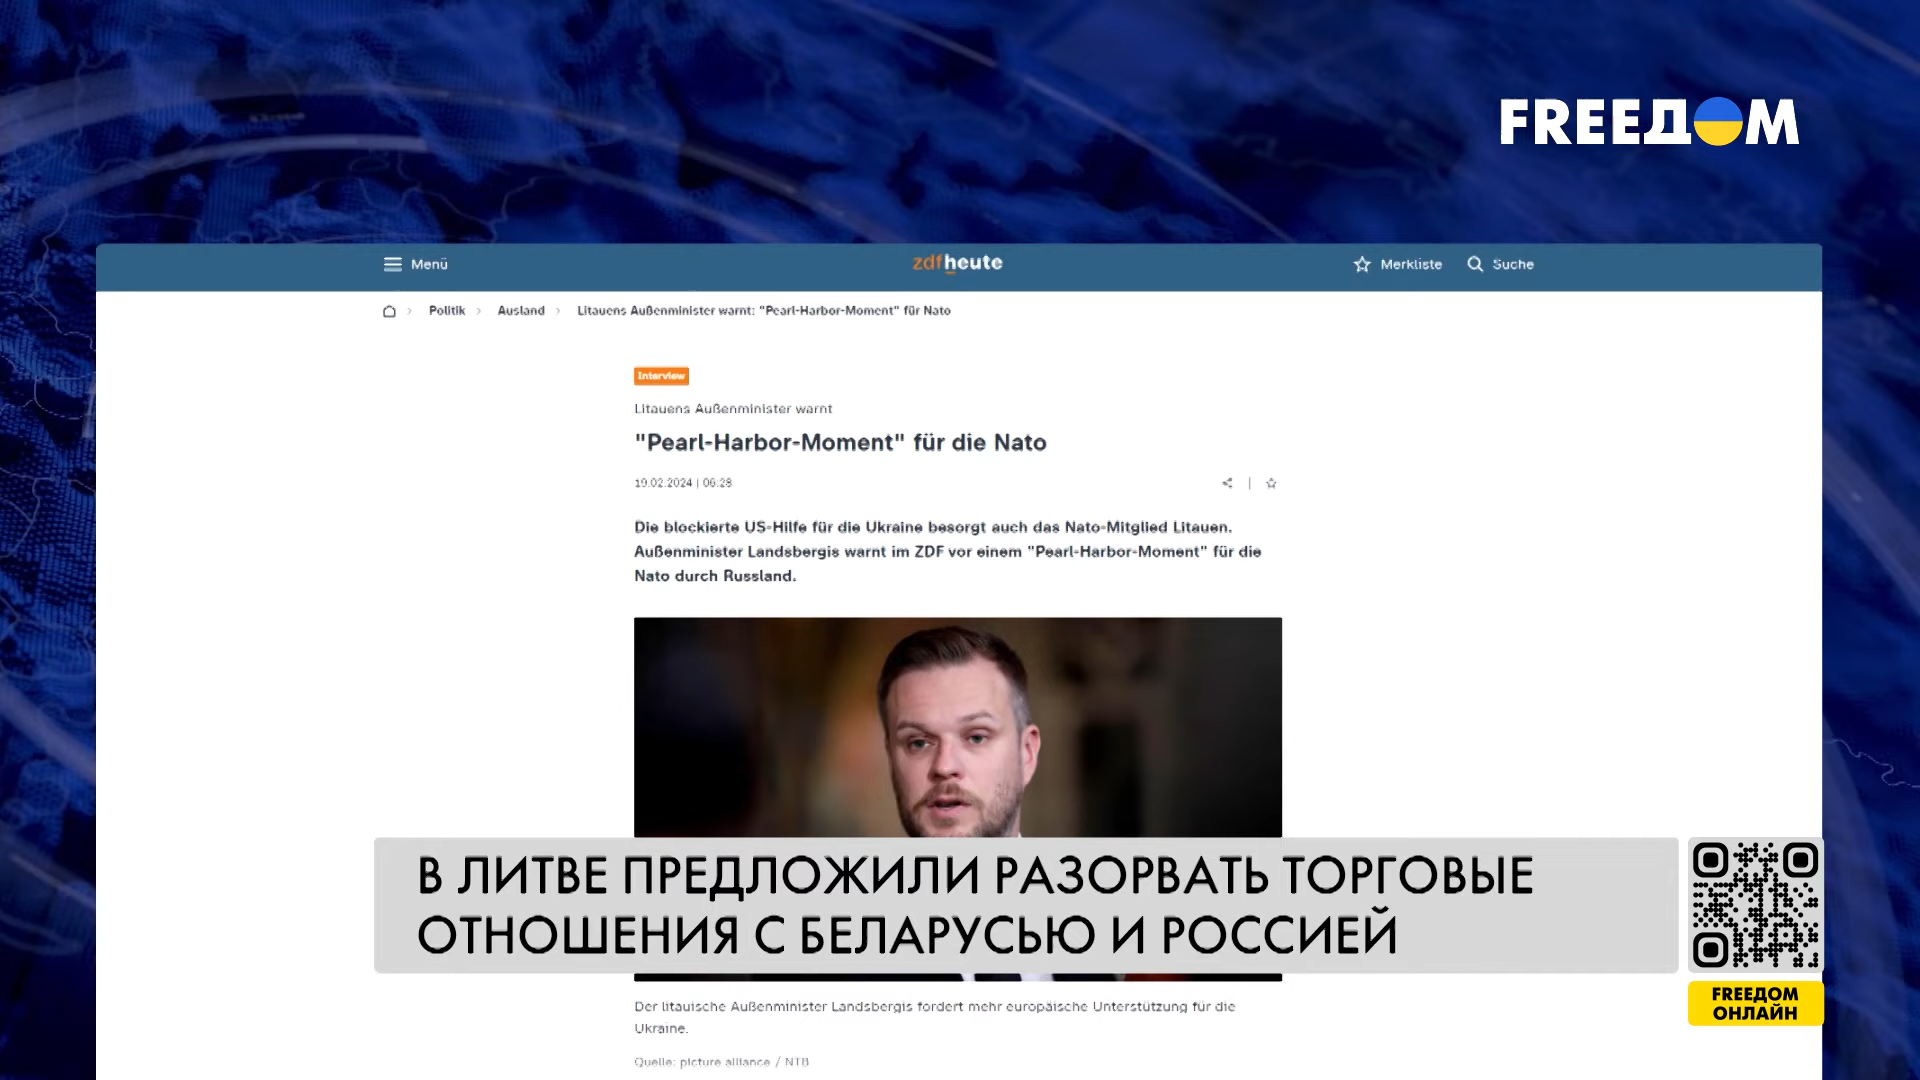 FREEДOM
Menü
zdfheute
Merkliste
Suche
Politik
Ausland
Litauens Außenminister warnt: "Pearl-Harbor-Moment" für Nato
Interview
Litauens Außenminister warnt
"Pearl-Harbor-Moment" für die Nato
19.02.2024 | 06:28
Die blockierte US-Hilfe für die Ukraine besorgt auch das Nato-Mitglied Litauen.
Außenminister Landsbergis warnt im ZDF vor einem "Pearl-Harbor-Moment" für die
Nato durch Russland.
В ЛИТВЕ ПРЕДЛОЖИЛИ РАЗОРВАТЬ ТОРГОВЫЕ
ОТНОШЕНИЯ С БЕЛАРУСЬЮ И РОССИЕЙ
FREEДOM
ОНЛАЙН
Der litauische Außenminister Landsbergis fordert mehr europäische Unterstützung für die
Ukraine.
Quelle: picture alliance / NTB